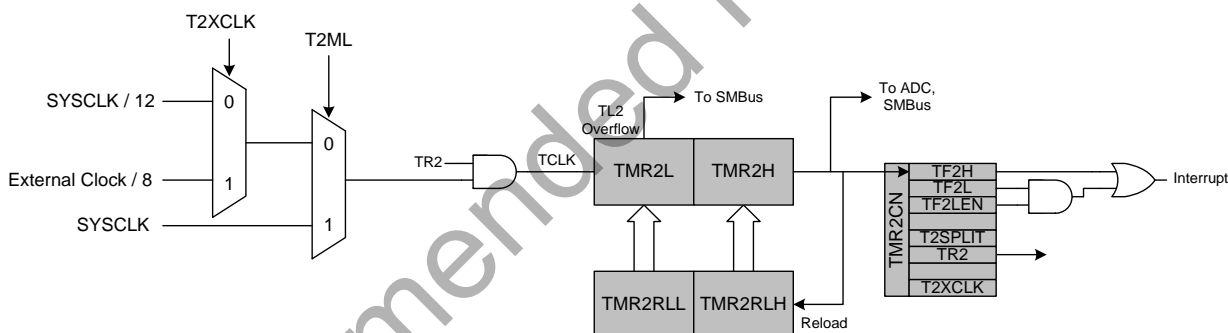 T2XCLK
T2ML
SYSCLK / 12
0
1
External Clock / 8
SYSCLK
0
1
TR2
TCLK
TL2
Overflow
To SMBus
To ADC,
SMBus
TMR2L
TMR2H
TMR2RLL
TMR2RLH
Reload
TMR2CN
TF2H
TF2L
TF2LEN
T2SPLIT
TR2
T2XCLK
Interrupt
mmended